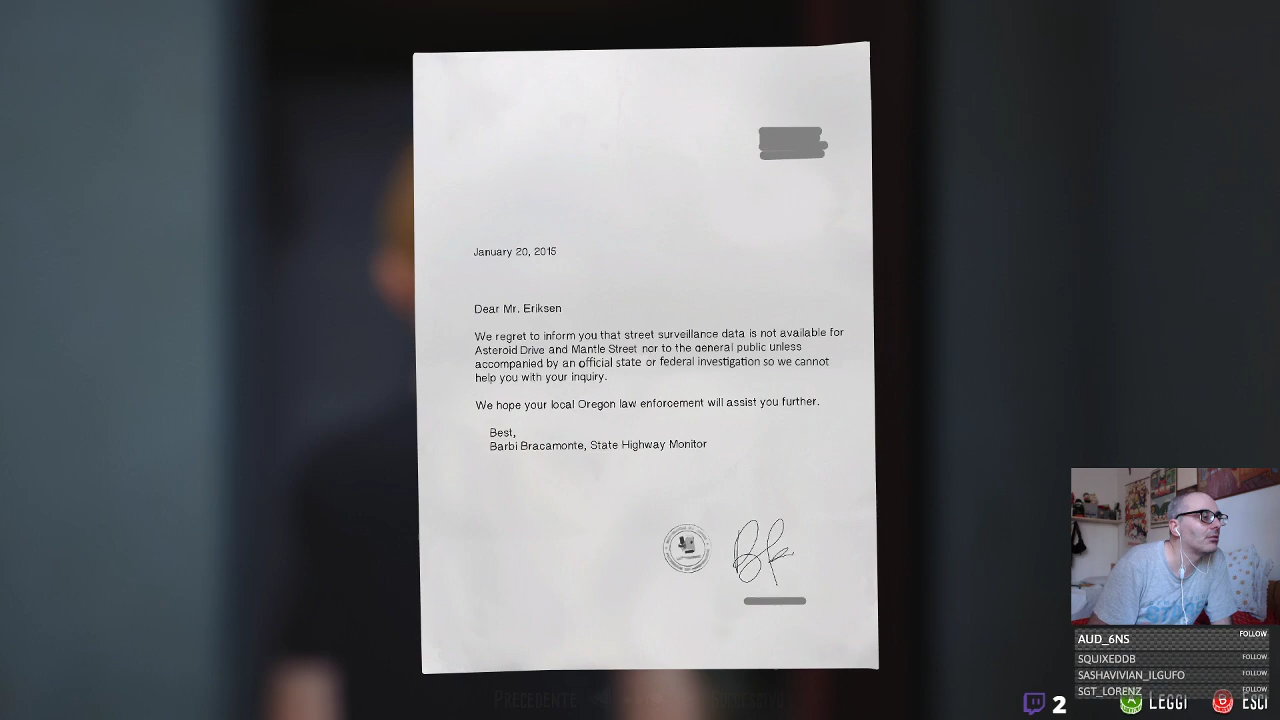 January 20, 2015
Dear Mr. Eriksen
We regret to inform you that street surveillance data is not available for
Asteroid Drive and Mantle Street nor to the general public unless
accompanied by an official state or federal investigation so we cannot
help you with your inquiry.
We hope your local Oregon law enforcement will assist you further.
Best,
Barbi Bracamonte, State Highway Monitor
PRECEDENTE
AUD_6NS FOLLOW
SQUIXEDDB FOLLOW
SASHAVIVIAN_ILGUFO FOLLOW
SGT_LORENZ FOLLOW
2 A LEGGI B ESCI